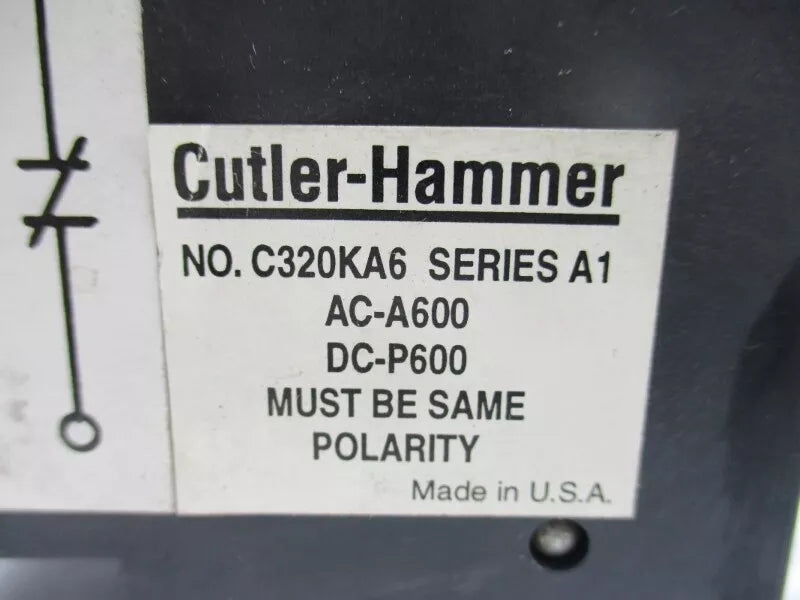 Cutler-Hammer
NO. C320KA6 SERIES A1
AC-A600
DC-P600
MUST BE SAME
POLARITY
Made in U.S.A.